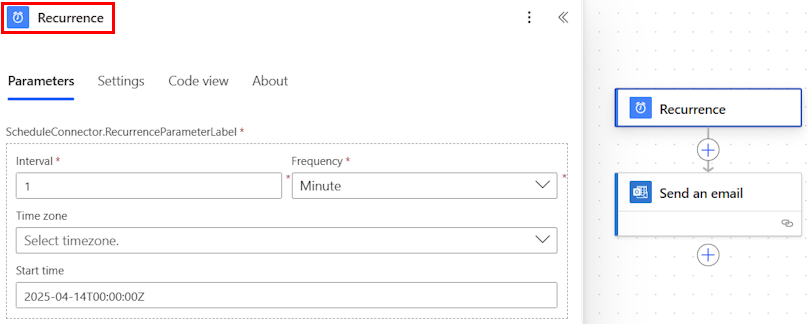 Recurrence
Parameters Settings Code view About
ScheduleConnector.RecurrenceParameterLabel *
Interval * Frequency *
1 * Minute *
Time zone
Select timezone.
Start time
2025-04-14T00:00:00Z
Recurrence
Send an email